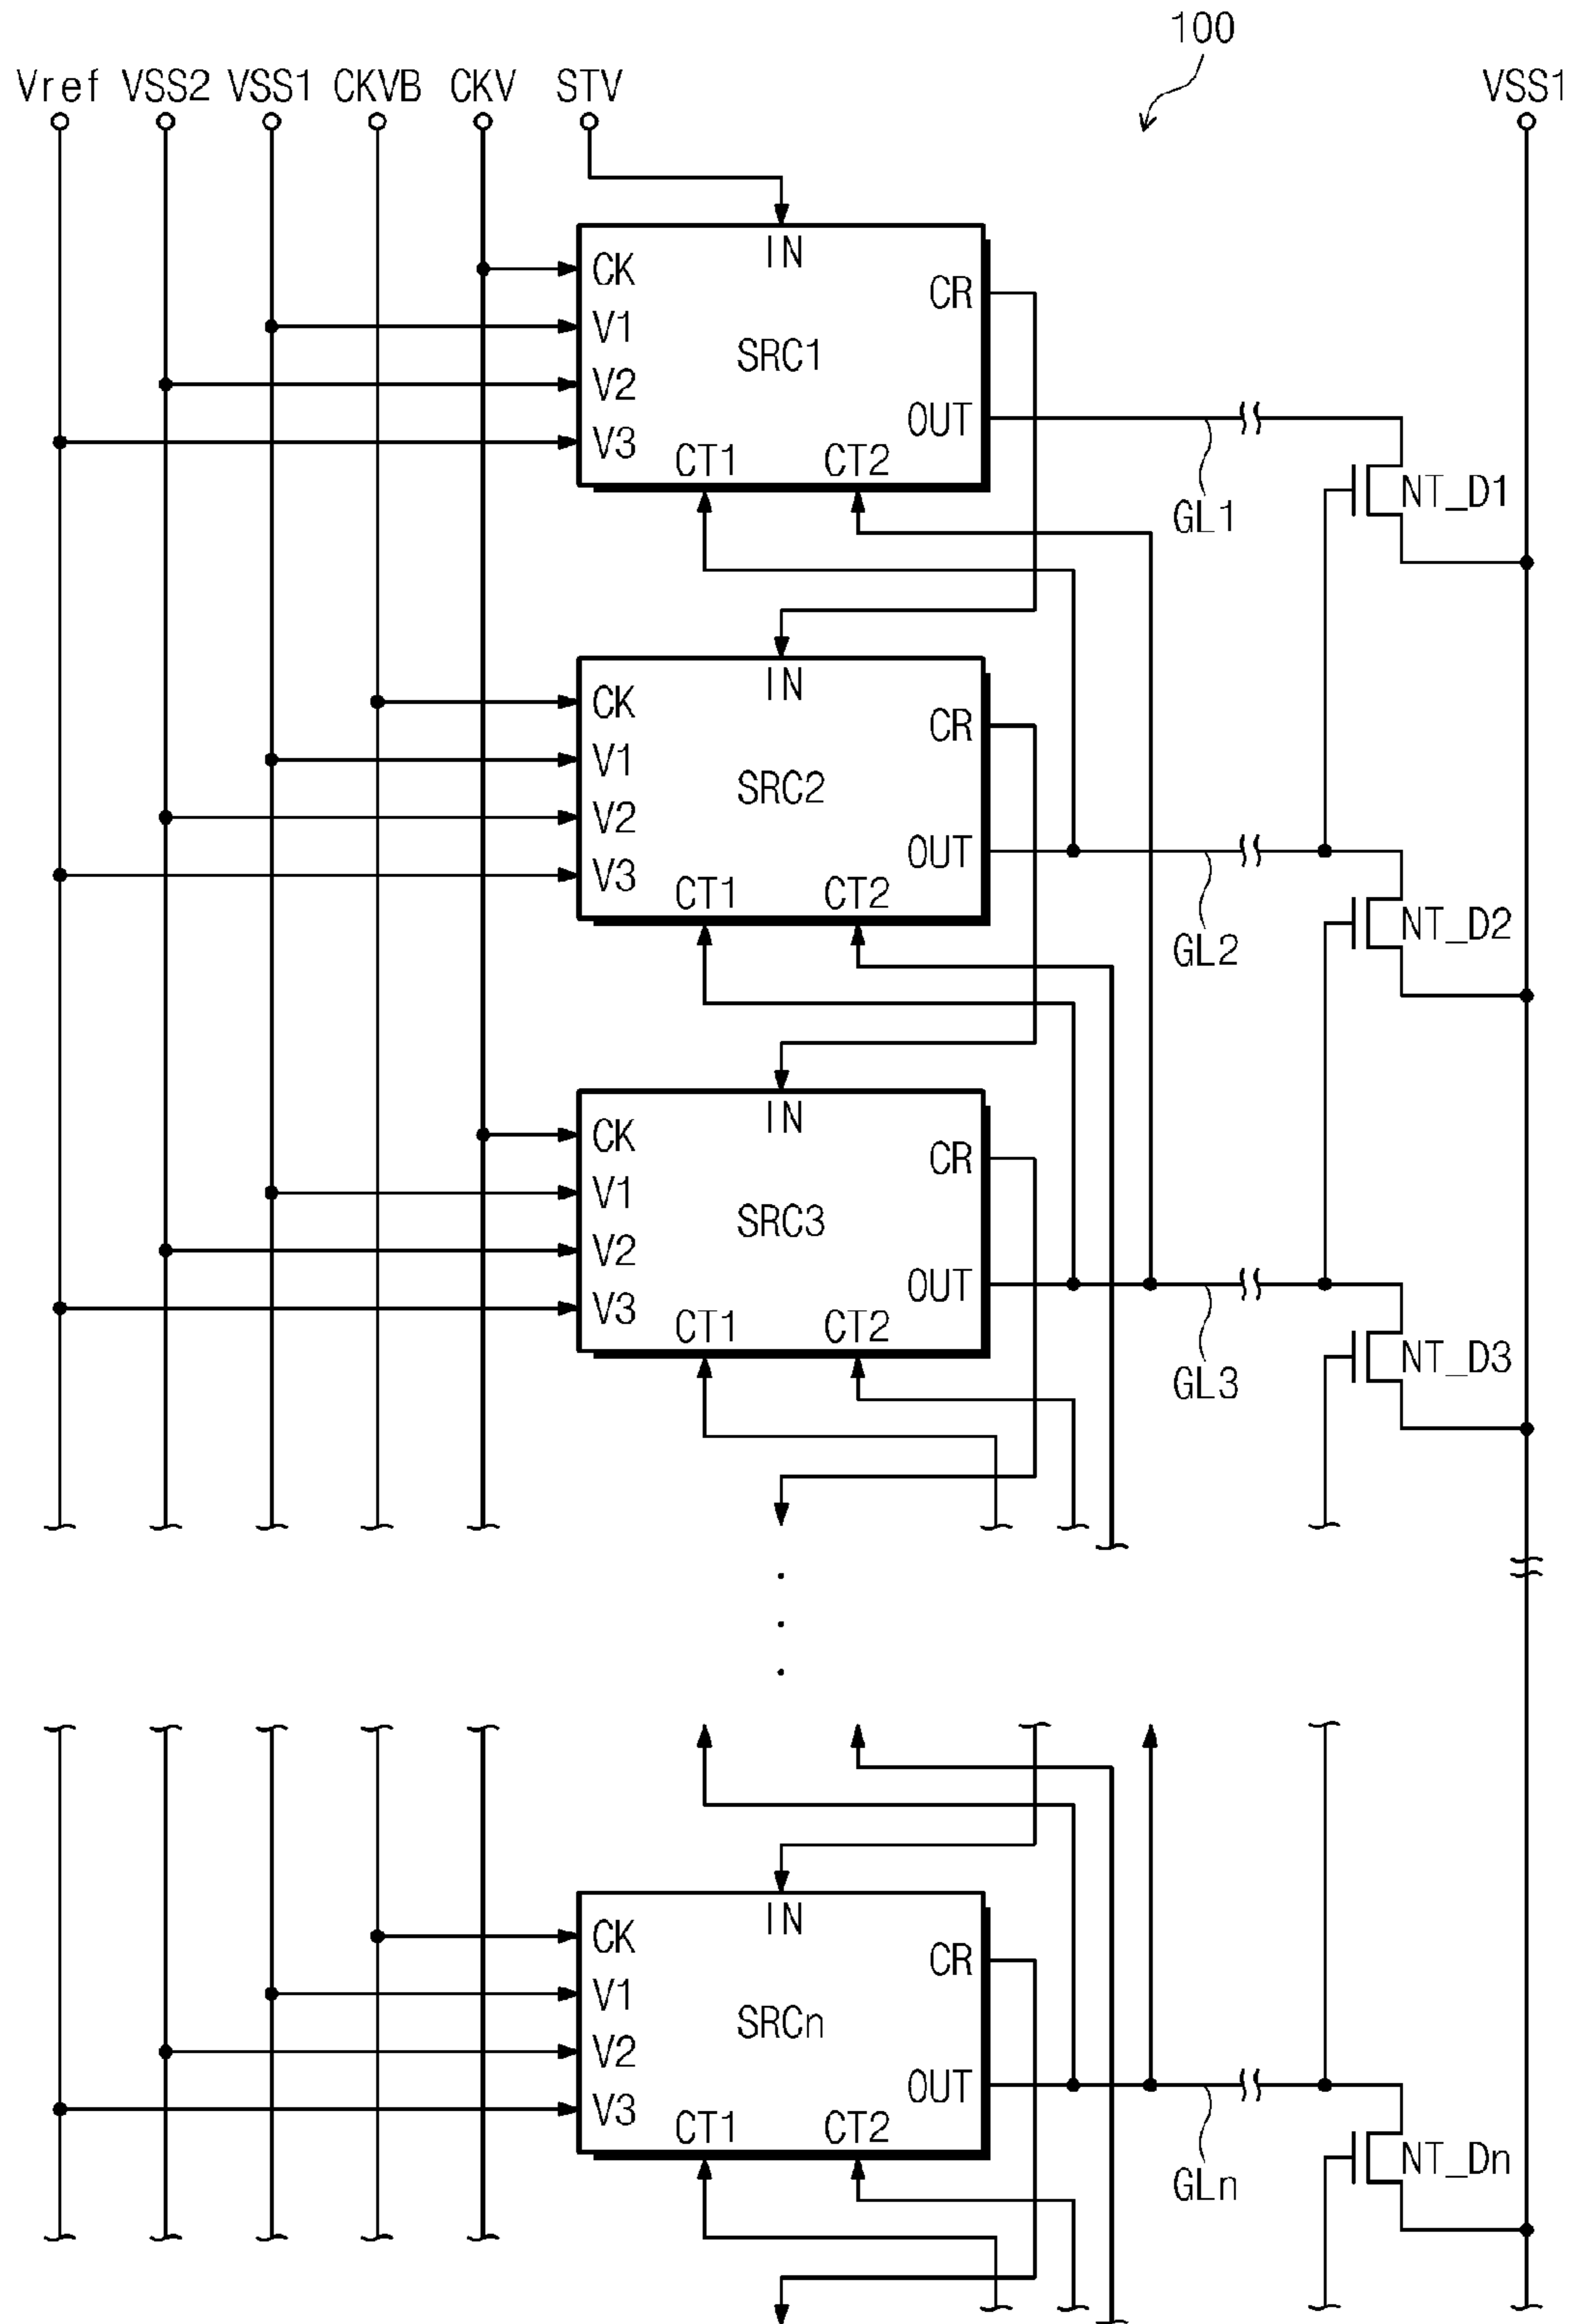 100
Vref VSS2 VSS1 CKVB CKV STV VSS1
IN
CK
CR
V1
SRC1
V2
OUT
V3
CT1 CT2
GL1
NT_D1
IN
CK
CR
V1
SRC2
V2
OUT
V3
CT1 CT2
GL2
NT_D2
IN
CK
CR
V1
SRC3
V2
OUT
V3
CT1 CT2
GL3
NT_D3
IN
CK
CR
V1
SRCn
V2
OUT
V3
CT1 CT2
GLn
NT_Dn